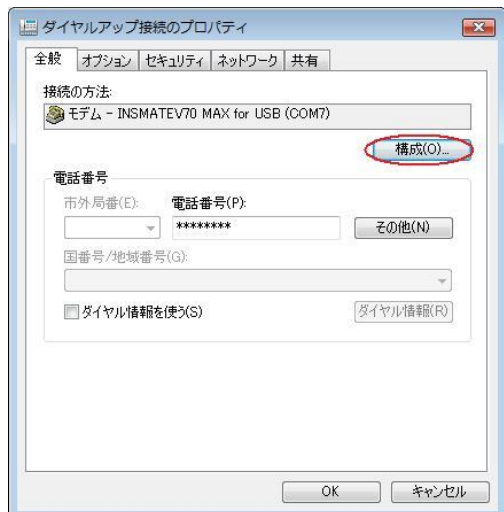 ダイヤルアップ接続のプロパティ
全般 オプション セキュリティ ネットワーク 共有
接続の方法:
モデム - INSMATEV70 MAX for USB (COM7)
構成(O)...
電話番号
市外局番(E): 電話番号(P):
******** その他(N)
国番号/地域番号(G):
ダイヤル情報を使う(S) ダイヤル情報(R)
OK キャンセル